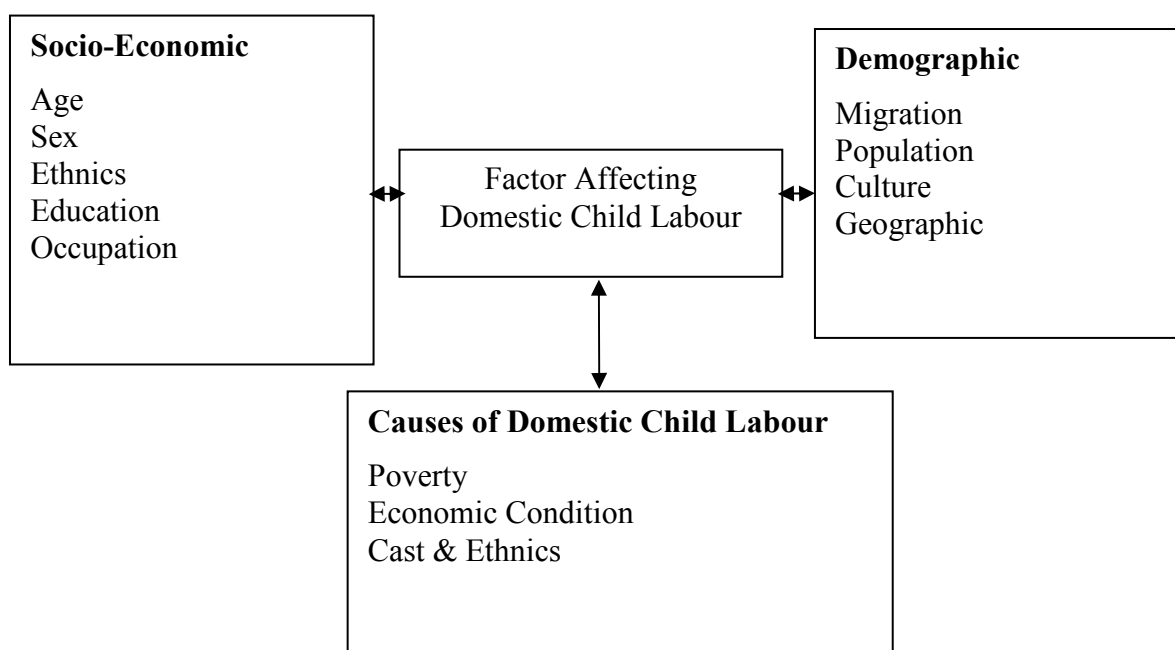 Socio-Economic
Age
Sex
Ethnics
Education
Occupation
Factor Affecting
Domestic Child Labour
Demographic
Migration
Population
Culture
Geographic
Causes of Domestic Child Labour
Poverty
Economic Condition
Cast & Ethnics